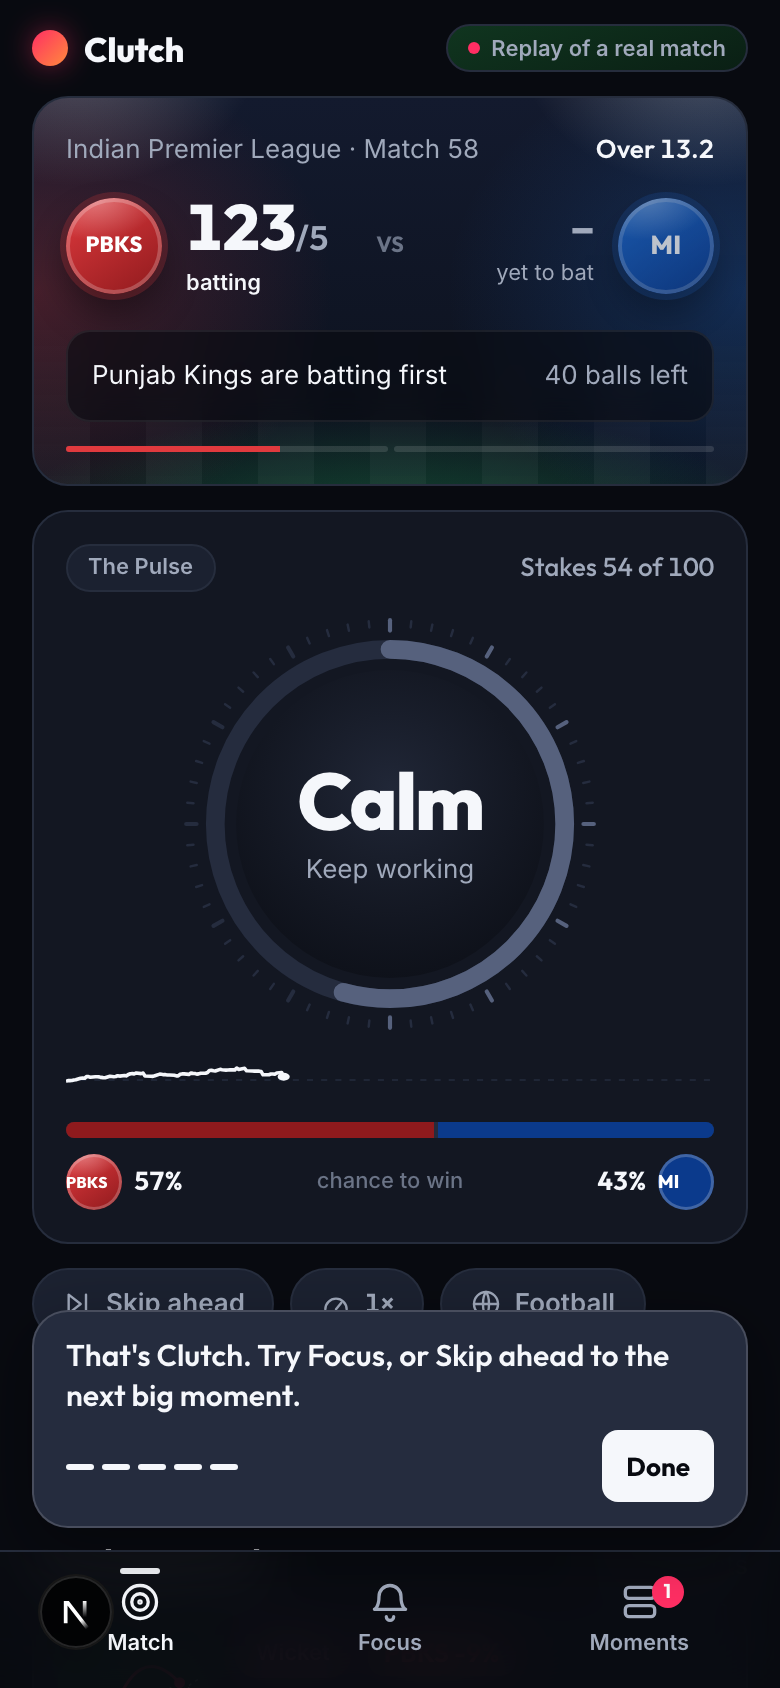 Clutch
Replay of a real match
Indian Premier League · Match 58
Over 13.2
PBKS
123/5
batting
vs
–
yet to bat
MI
Punjab Kings are batting first
40 balls left
The Pulse
Stakes 54 of 100
Calm
Keep working
PBKS
57%
chance to win
43%
MI
Skip ahead
1×
Football
That's Clutch. Try Focus, or Skip ahead to the
next big moment.
Done
N
Match
Focus
Moments
1